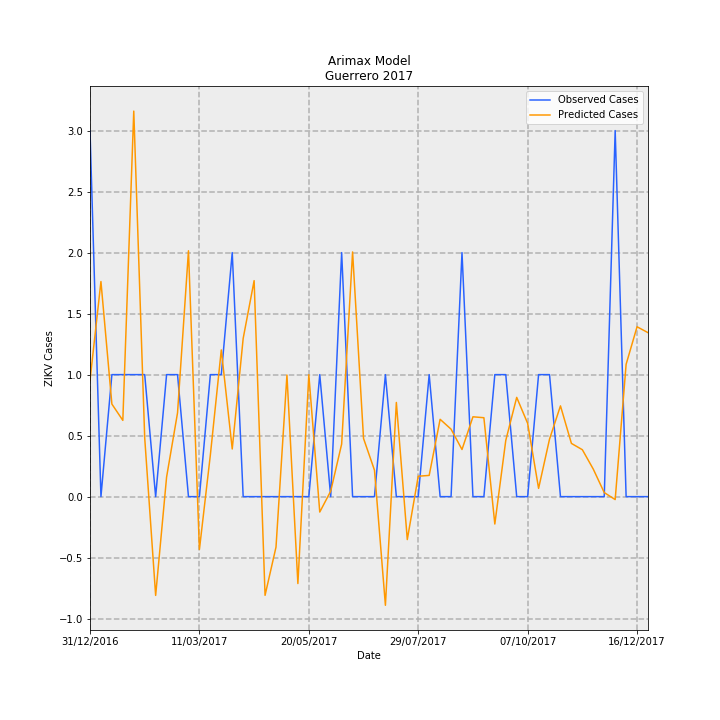 Arimax Model
Guerrero 2017
Observed Cases
Predicted Cases
ZIKV Cases
3.0
2.5
2.0
1.5
1.0
0.5
0.0
−0.5
−1.0
31/12/2016 11/03/2017 20/05/2017 29/07/2017 07/10/2017 16/12/2017
Date